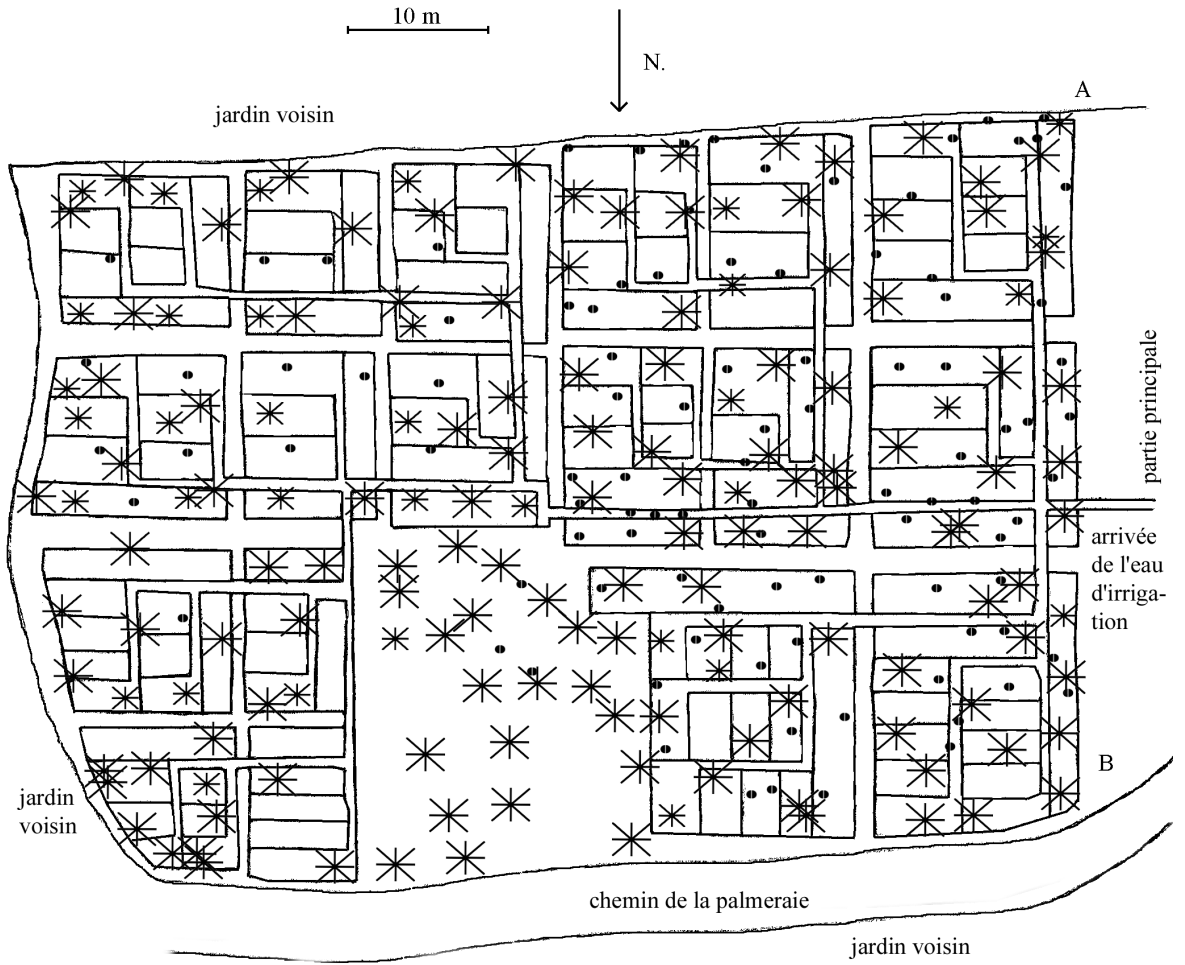 10 m
N.
A
jardin voisin
partie principale
arrivée
de l'eau
d'irriga-
tion
B
jardin
voisin
chemin de la palmeraie
jardin voisin